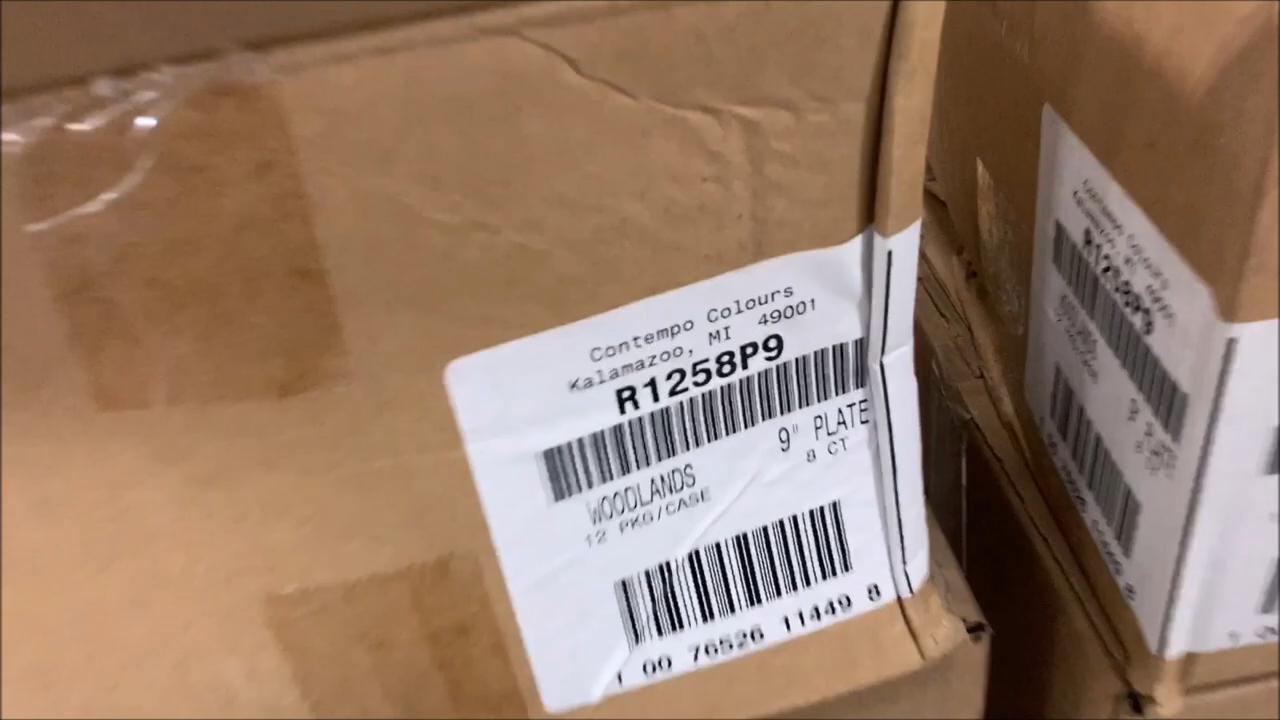 Contempo Colours
Kalamazoo, MI 49001
R1258P9
9" PLATE
8 CT
WOODLANDS
12 PKG/CASE
1 00 76526 11449 8
R1258P9